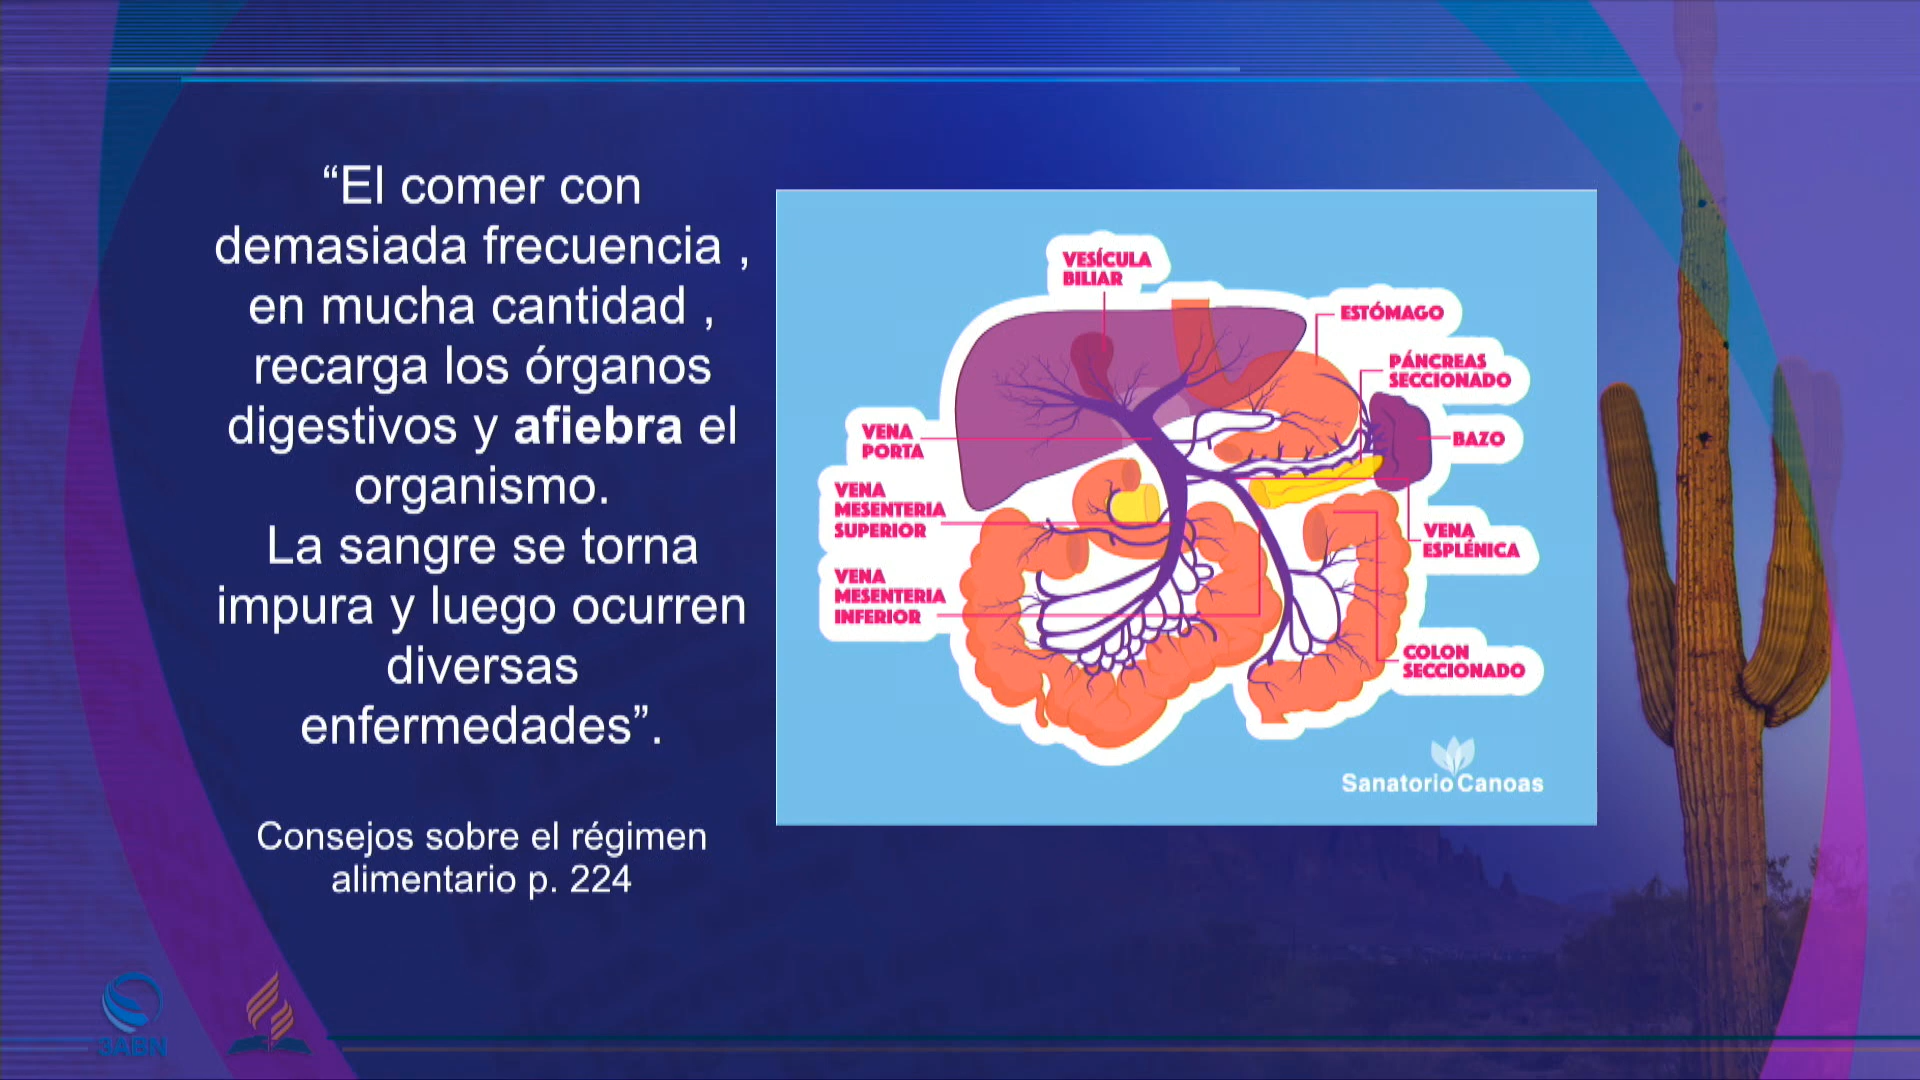 “El comer con
demasiada frecuencia ,
en mucha cantidad ,
recarga los órganos
digestivos y afiebra el
organismo.
La sangre se torna
impura y luego ocurren
diversas
enfermedades”.
Consejos sobre el régimen
alimentario p. 224
VESÍCULA
BILIAR
ESTÓMAGO
PÁNCREAS
SECCIONADO
BAZO
VENA
PORTA
VENA
MESENTERIA
SUPERIOR
VENA
MESENTERIA
INFERIOR
VENA
ESPLÉNICA
COLON
SECCIONADO
Sanatorio Canoas
3ABN